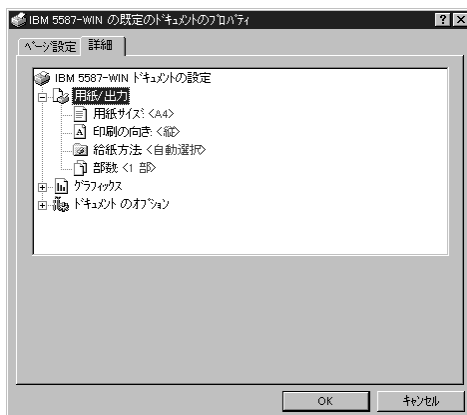 IBM 5587-WIN の既定のﾄﾞｷｭﾒﾝﾄのﾌﾟﾛﾊﾟﾃｨ
ﾍﾟｰｼﾞ設定 詳細
IBM 5587-WIN ﾄﾞｷｭﾒﾝﾄの設定
用紙/出力
用紙ｻｲｽﾞ: <A4>
印刷の向き: <縦>
給紙方法: <自動選択>
部数: <1 部>
ｸﾞﾗﾌｨｯｸｽ
ﾄﾞｷｭﾒﾝﾄ のｵﾌﾟｼｮﾝ
OK ｷｬﾝｾﾙ